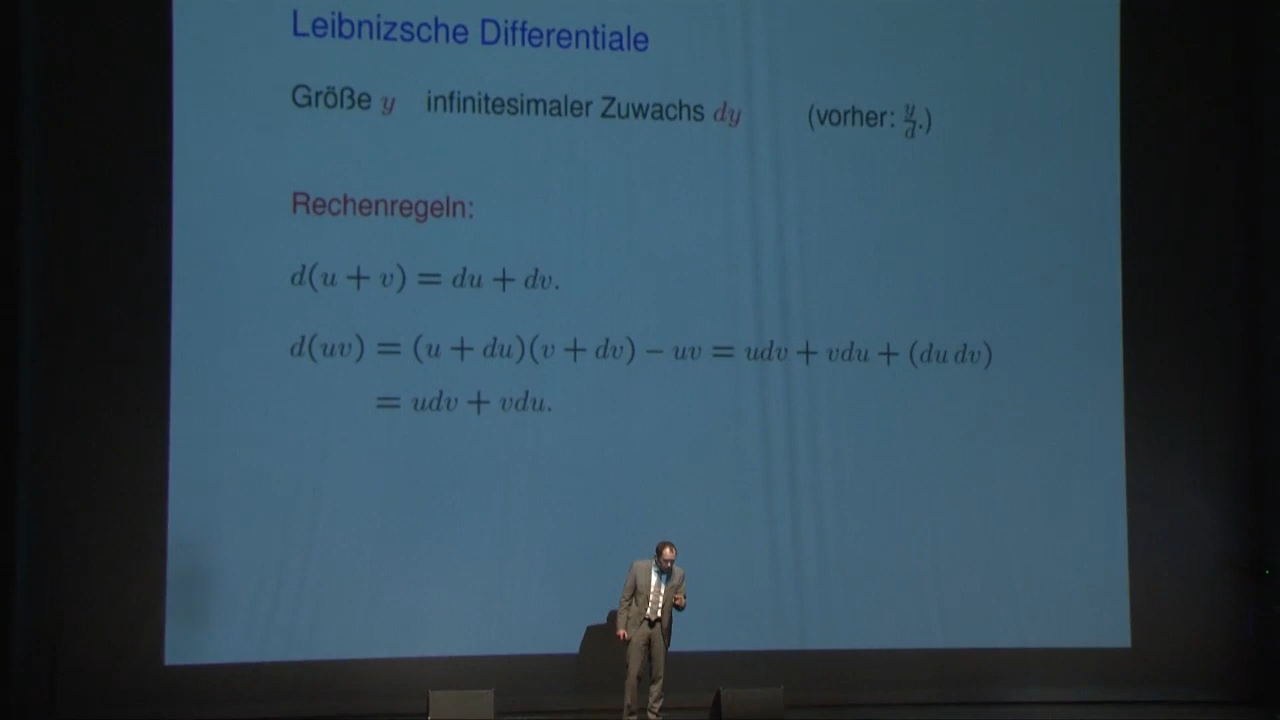 Leibnizsche Differentiale
Größe y infinitesimaler Zuwachs dy (vorher: y/d.)
Rechenregeln:
d(u + v) = du + dv.
d(uv) = (u + du)(v + dv) − uv = udv + vdu + (du dv)
= udv + vdu.